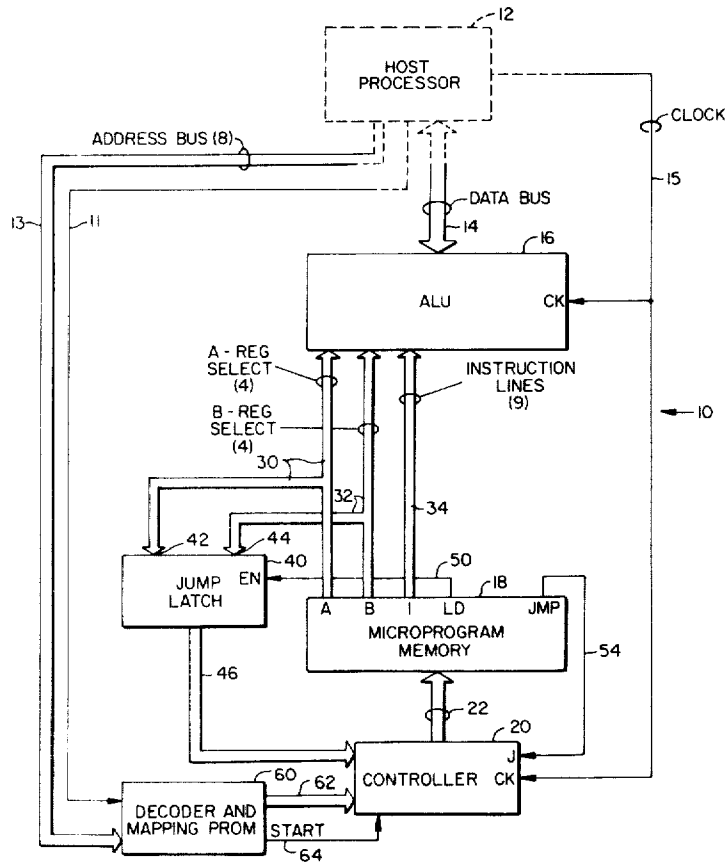 12
HOST
PROCESSOR
CLOCK
ADDRESS BUS (8)
15
13
11
DATA BUS
14
16
ALU
CK
A-REG
SELECT
(4)
INSTRUCTION
LINES
(9)
10
B-REG
SELECT
(4)
30
32
34
42
44
40
50
18
JUMP
LATCH
EN
A
B
I
LD
JMP
MICROPROGRAM
MEMORY
54
46
22
20
J
CONTROLLER
CK
60
62
DECODER AND
MAPPING PROM
START
64